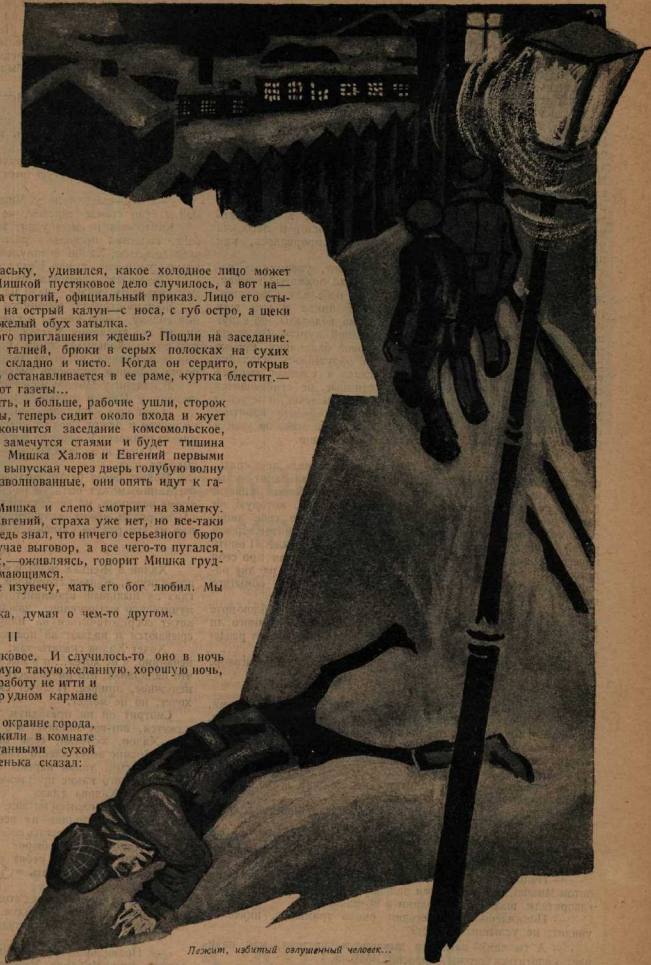 аську, удивился, какое холодное лицо может
Мишкой пустяковое дело случилось, а вот на—
а строгий, официальный приказ. Лицо его сты-
на острый калун—с носа, с губ остро, а щеки
желый обух затылка.
ого приглашения ждешь? Пошли на заседание.
талией, брюки в серых полосках на сухих
складно и чисто. Когда он сердито, открыв
останавливается в ее раме, куртка блестит.—
от газеты...
ть, и больше, рабочие ушли, сторож
ы, теперь сидит около входа и жует
кончится заседание комсомольское,
замечутся стаями и будет тишина
Мишка Халов и Евгений первыми
выпуская через дверь голубую волну
зволнованные, они опять идут к га-
Мишка и слепо смотрит на заметку.
вгений, страха уже нет, но все-таки
едь знал, что ничего серьезного бюро
учае выговор, а все чего-то пугался.
,—оживляясь, говорит Мишка груд-
мающимся.
е изувечу, мать его бог любил. Мы
ка, думая о чем-то другом.
II
ковое. И случилось-то оно в ночь
мую такую желанную, хорошую ночь,
работу не итти и
рудном кармане
окраине города,
жили в комнате
танными сухой
енька сказал:
Лежит, избитый оглушенный человек...